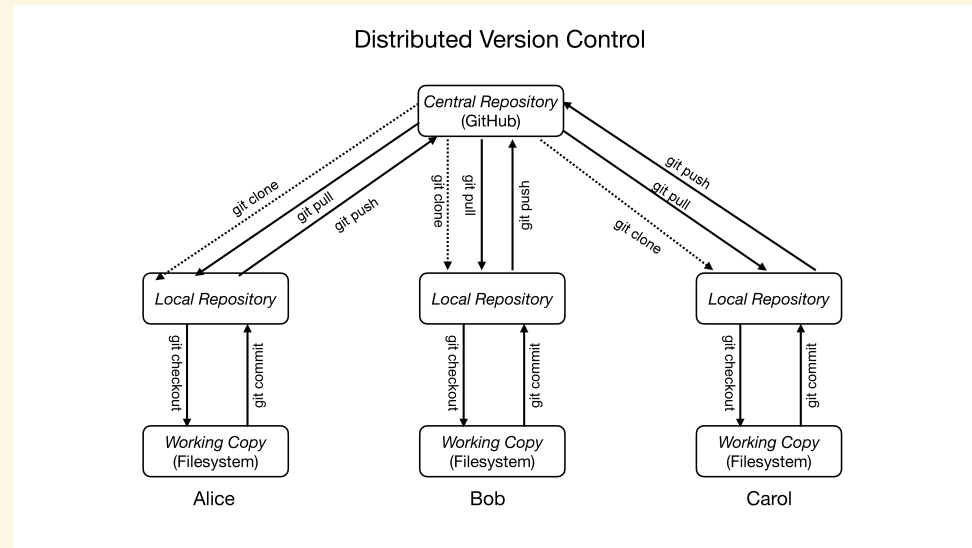 Distributed Version Control
Central Repository
(GitHub)
git clone
git pull
git push
git clone
git pull
git push
git clone
git pull
git push
Local Repository
Local Repository
Local Repository
git checkout
git commit
git checkout
git commit
git checkout
git commit
Working Copy
(Filesystem)
Working Copy
(Filesystem)
Working Copy
(Filesystem)
Alice
Bob
Carol